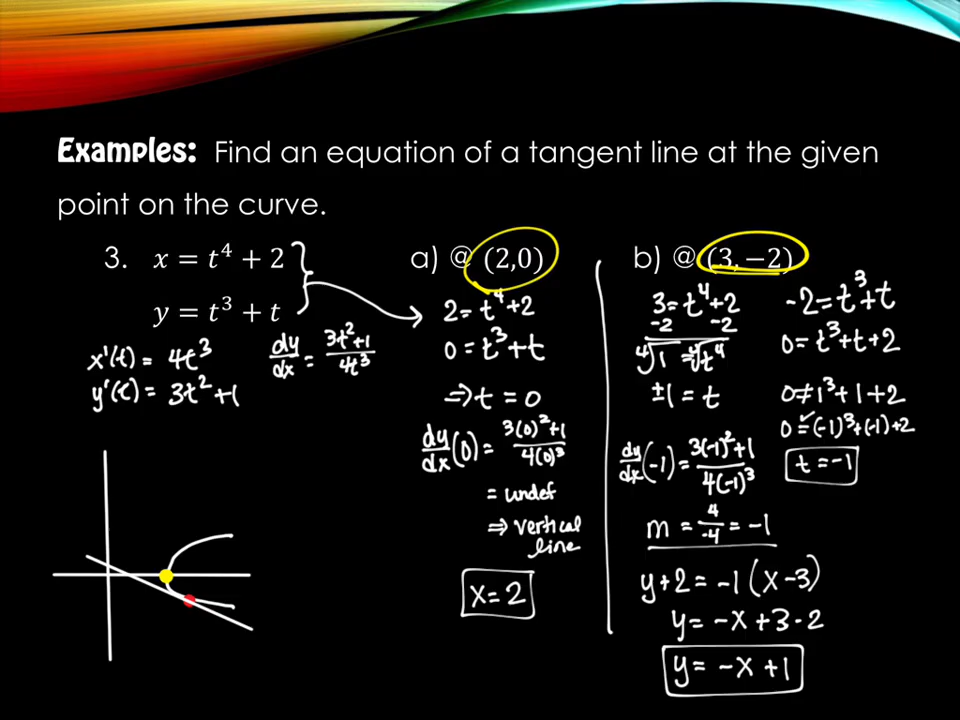 Examples: Find an equation of a tangent line at the given
point on the curve.
3. x = t⁴ + 2
y = t³ + t
x'(t) = 4t³
y'(t) = 3t² + 1
dy/dx = (3t²+1)/(4t³)
a) @ (2,0)
2 = t⁴+2
0 = t³+t
⇒ t = 0
dy/dx (0) = (3(0)²+1)/(4(0)³)
= undef
⇒ vertical
line
x = 2
b) @ (3,−2)
3 = t⁴+2
-2 -2
⁴√1 = ⁴√t⁴
±1 = t
-2 = t³+t
0 = t³+t+2
0 ≠ 1³+1+2
0 =✓ (-1)³+(-1)+2
t = -1
dy/dx (-1) = (3(-1)²+1)/(4(-1)³)
m = 4/-4 = -1
y+2 = -1(x-3)
y = -x+3-2
y = -x+1